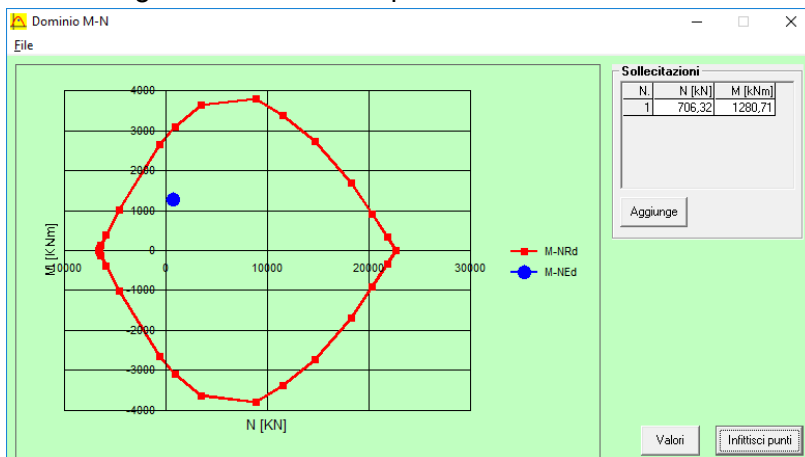 Dominio M-N
File
Sollecitazioni
N. N [kN] M [kNm]
1 706,32 1280,71
Aggiunge
4000
3000
2000
1000
0
-1000
-2000
-3000
-4000
M [KNm]
-10000 0 10000 20000 30000
N [KN]
M-NRd
M-NEd
Valori Infittisci punti